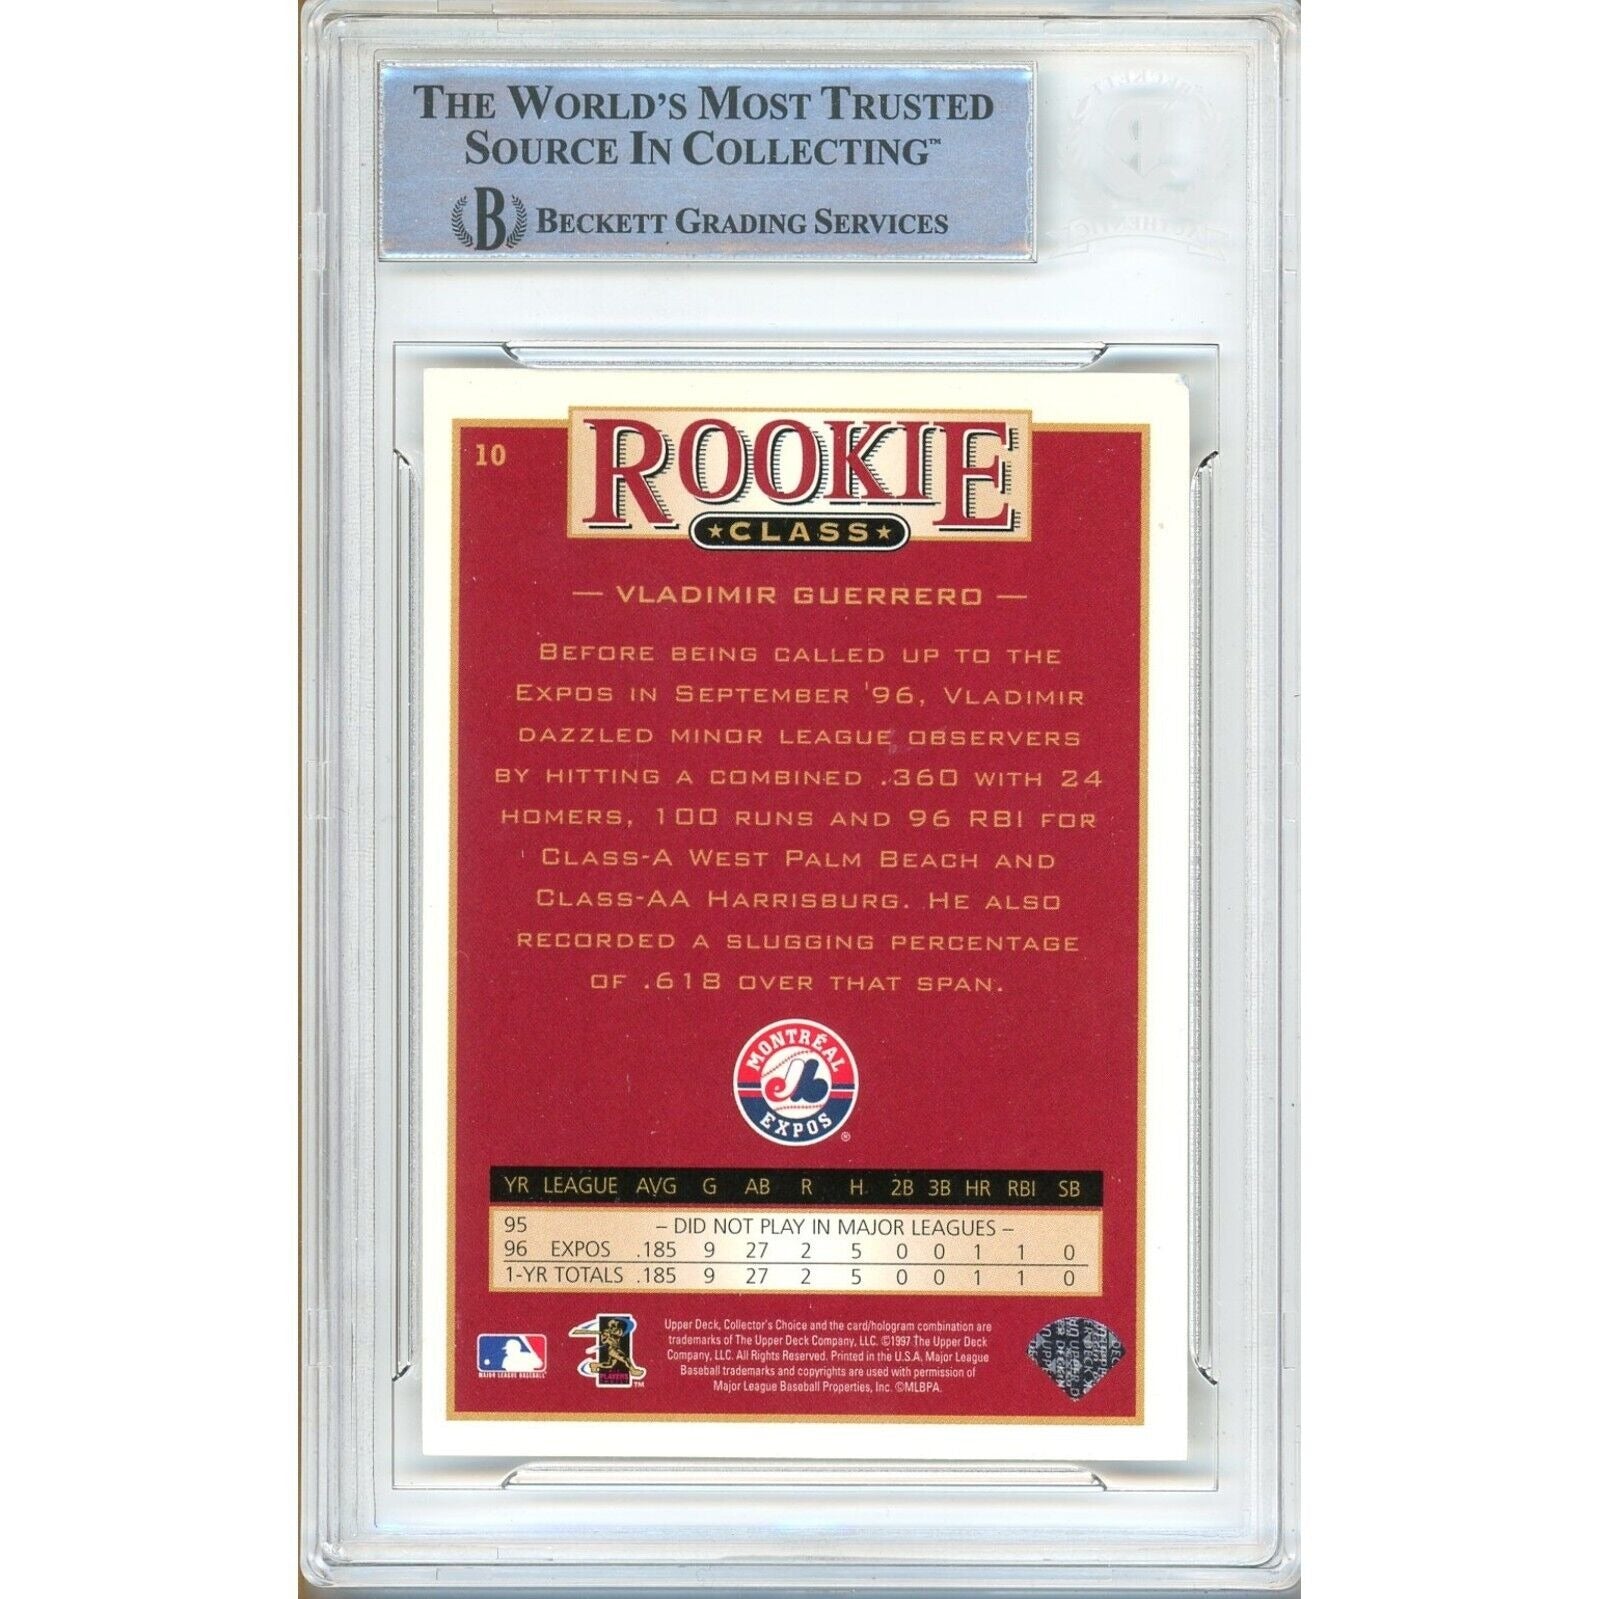 THE WORLD'S MOST TRUSTED
SOURCE IN COLLECTING™
B BECKETT GRADING SERVICES
10
ROOKIE
★CLASS★
— VLADIMIR GUERRERO —
BEFORE BEING CALLED UP TO THE
EXPOS IN SEPTEMBER '96, VLADIMIR
DAZZLED MINOR LEAGUE OBSERVERS
BY HITTING A COMBINED .360 WITH 24
HOMERS, 100 RUNS AND 96 RBI FOR
CLASS-A WEST PALM BEACH AND
CLASS-AA HARRISBURG. HE ALSO
RECORDED A SLUGGING PERCENTAGE
OF .618 OVER THAT SPAN.
MONTRÉAL
EXPOS ®
YR LEAGUE AVG G AB R H 2B 3B HR RBI SB
95 – DID NOT PLAY IN MAJOR LEAGUES –
96 EXPOS .185 9 27 2 5 0 0 1 1 0
1-YR TOTALS .185 9 27 2 5 0 0 1 1 0
Upper Deck, Collector's Choice and the card/hologram combination are
trademarks of The Upper Deck Company, LLC. ©1997 The Upper Deck
Company, LLC. All Rights Reserved. Printed in the U.S.A. Major League
Baseball trademarks and copyrights are used with permission of
Major League Baseball Properties, Inc. ©MLBPA.
MAJOR LEAGUE BASEBALL
PLAYERS
™